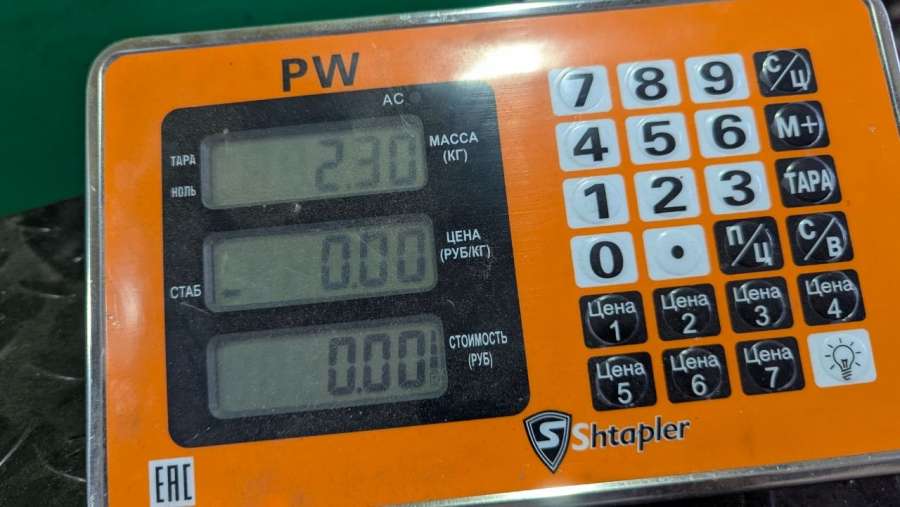 PW
AC
ТАРА
НОЛЬ
2.30
МАССА
(КГ)
СТАБ
0.00
ЦЕНА
(РУБ/КГ)
0.00
СТОИМОСТЬ
(РУБ)
7 8 9 С/Ц
4 5 6 М+
1 2 3 ТАРА
0 . П/Ц С/В
Цена 1 Цена 2 Цена 3 Цена 4
Цена 5 Цена 6 Цена 7
S Shtapler
EAC